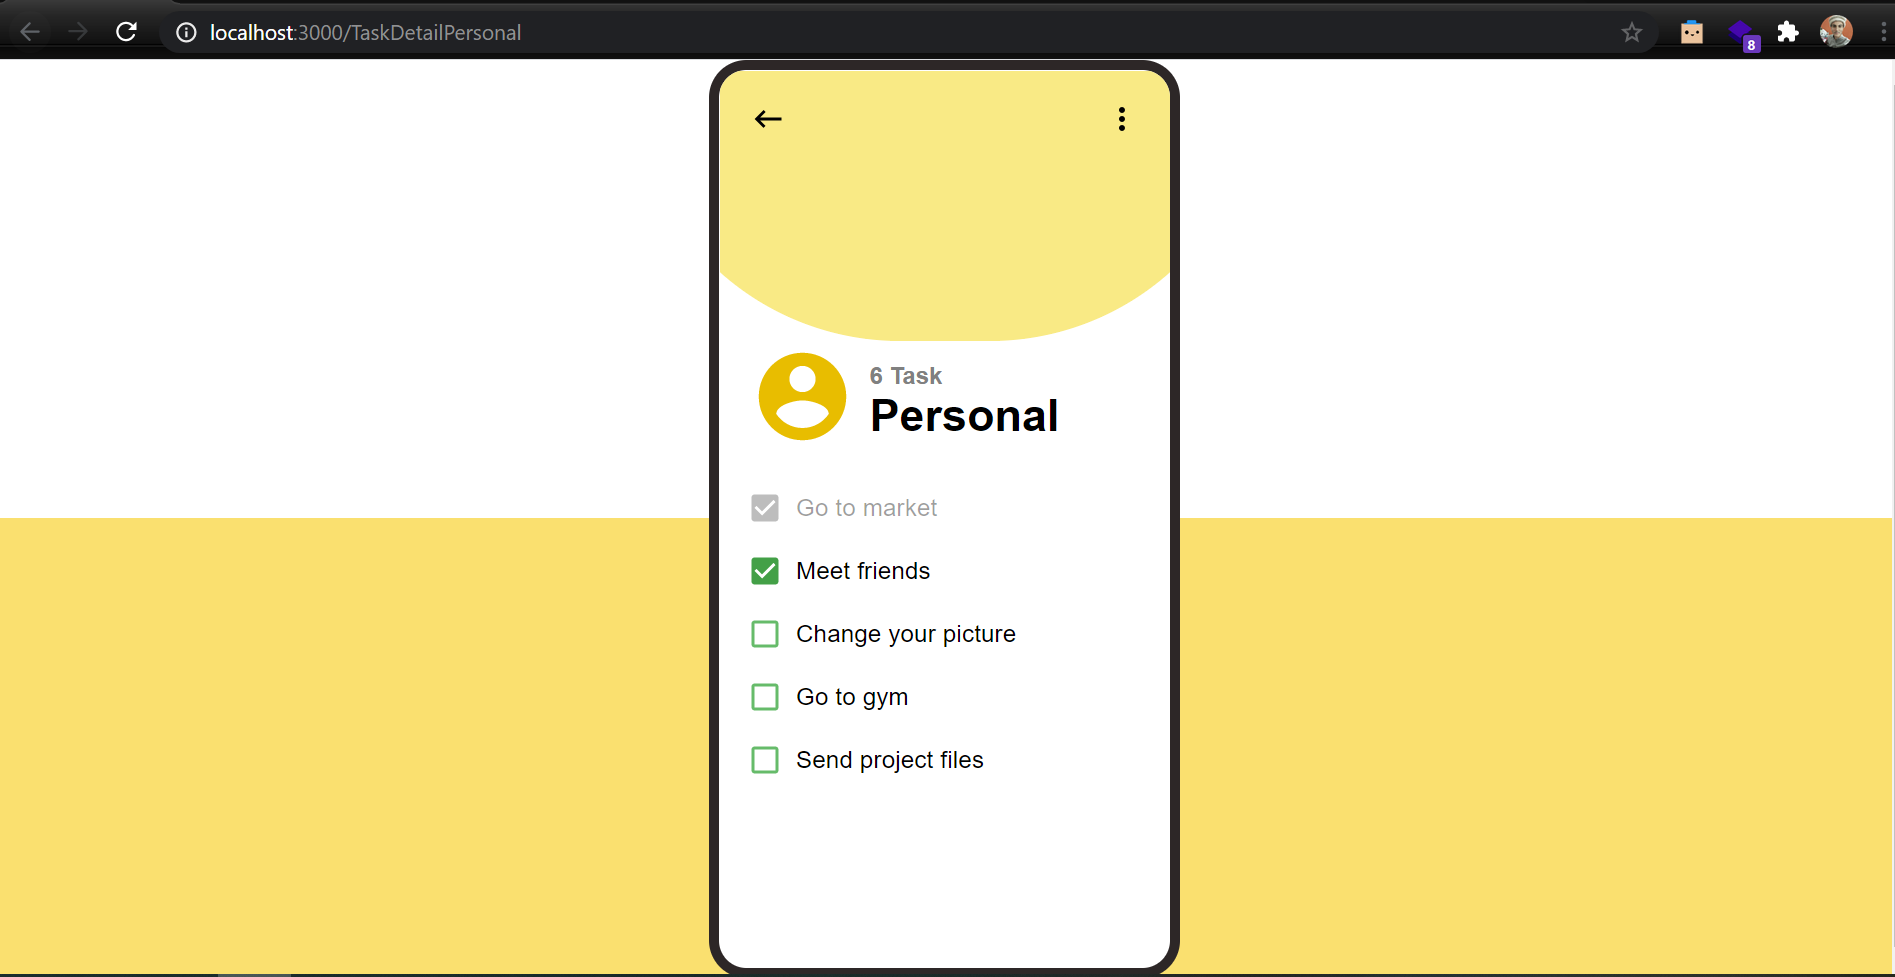 localhost:3000/TaskDetailPersonal
8
6 Task
Personal
Go to market
Meet friends
Change your picture
Go to gym
Send project files